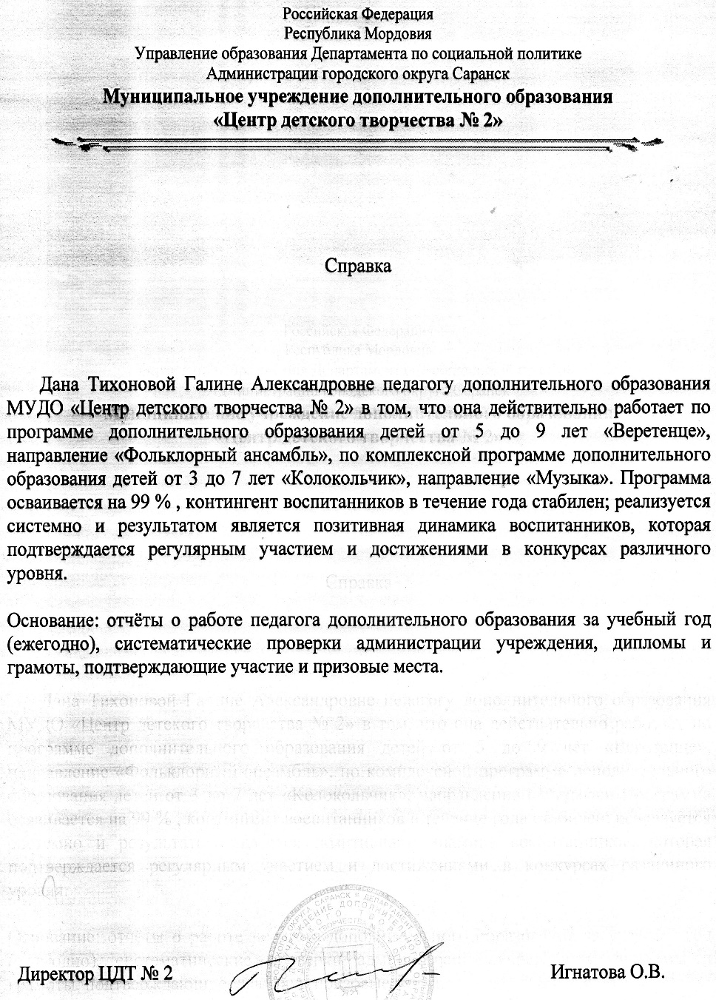 Российская Федерация
Республика Мордовия
Управление образования Департамента по социальной политике
Администрации городского округа Саранск
Муниципальное учреждение дополнительного образования
«Центр детского творчества № 2»
Справка
Дана Тихоновой Галине Александровне педагогу дополнительного образования
МУДО «Центр детского творчества № 2» в том, что она действительно работает по
программе дополнительного образования детей от 5 до 9 лет «Веретенце»,
направление «Фольклорный ансамбль», по комплексной программе дополнительного
образования детей от 3 до 7 лет «Колокольчик», направление «Музыка». Программа
осваивается на 99 % , контингент воспитанников в течение года стабилен; реализуется
системно и результатом является позитивная динамика воспитанников, которая
подтверждается регулярным участием и достижениями в конкурсах различного
уровня.
Основание: отчёты о работе педагога дополнительного образования за учебный год
(ежегодно), систематические проверки администрации учреждения, дипломы и
грамоты, подтверждающие участие и призовые места.
Директор ЦДТ № 2 Игнатова О.В.